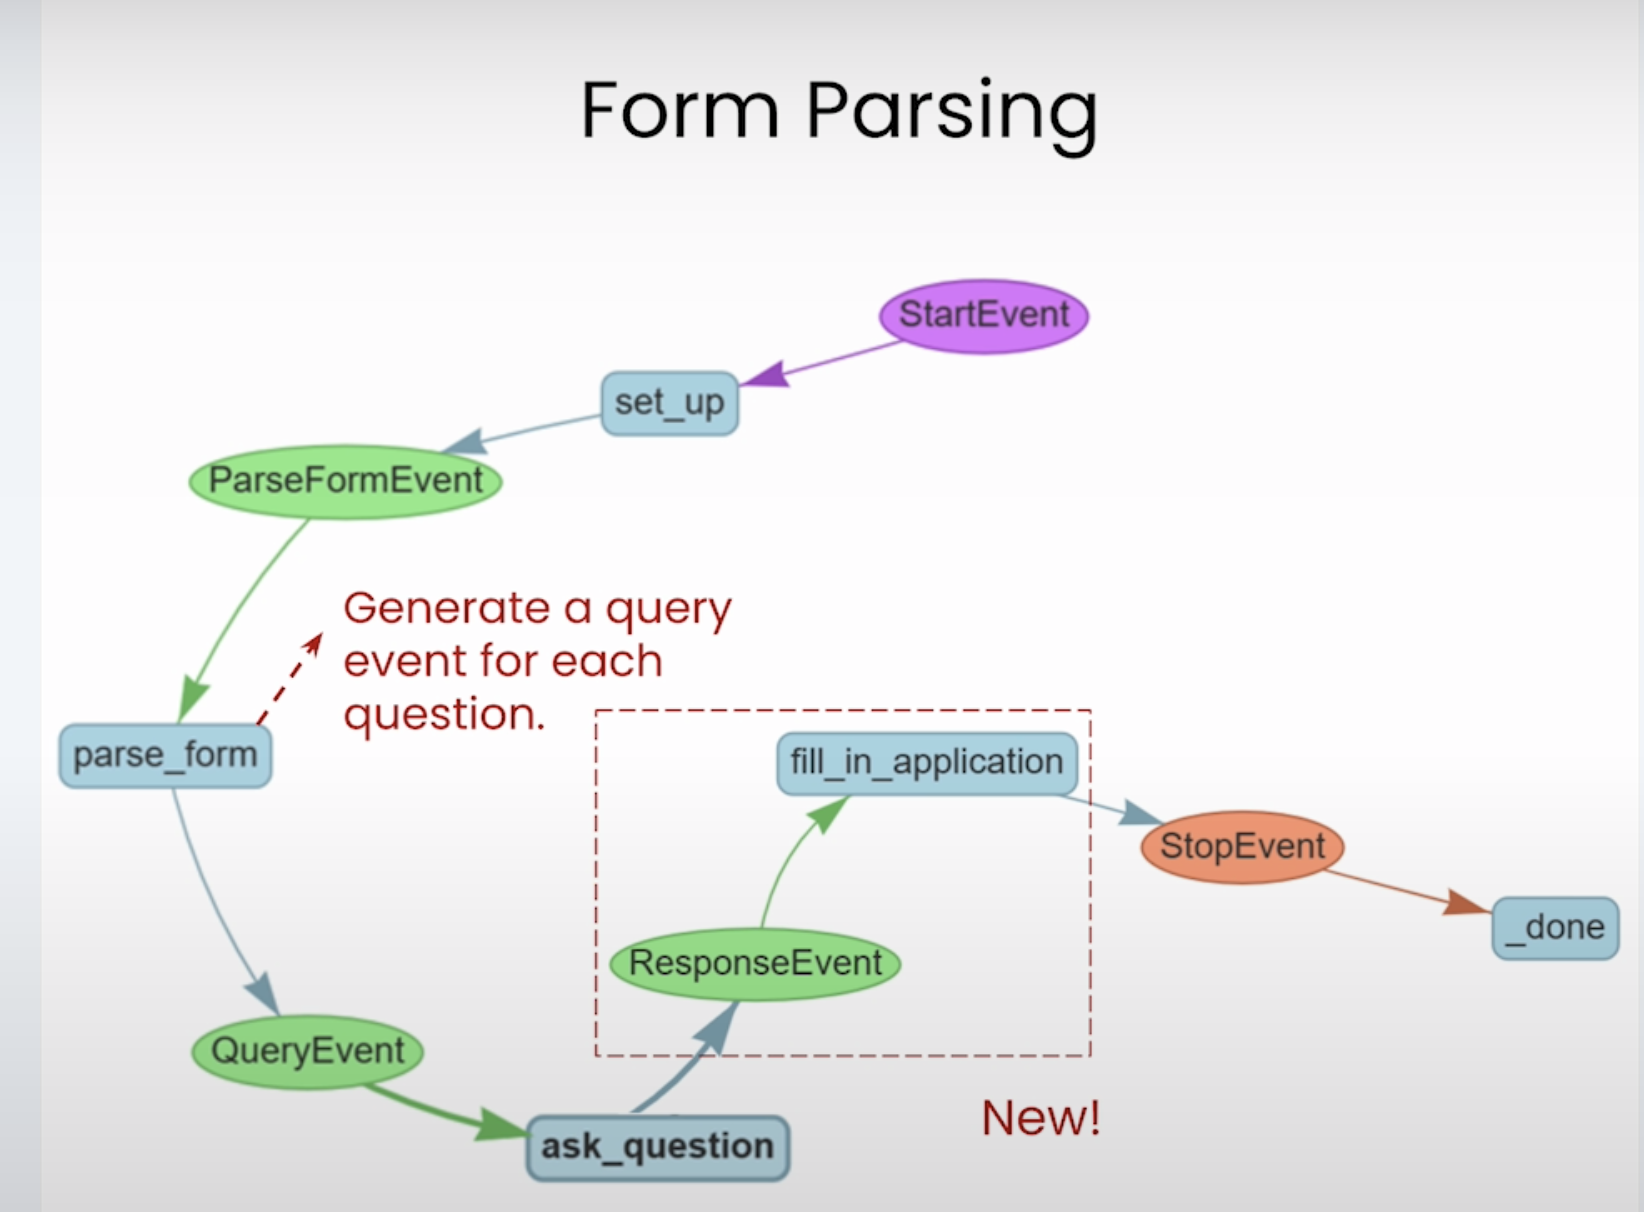 Form Parsing
StartEvent
set_up
ParseFormEvent
Generate a query
event for each
question.
parse_form
fill_in_application
StopEvent
_done
ResponseEvent
QueryEvent
New!
ask_question